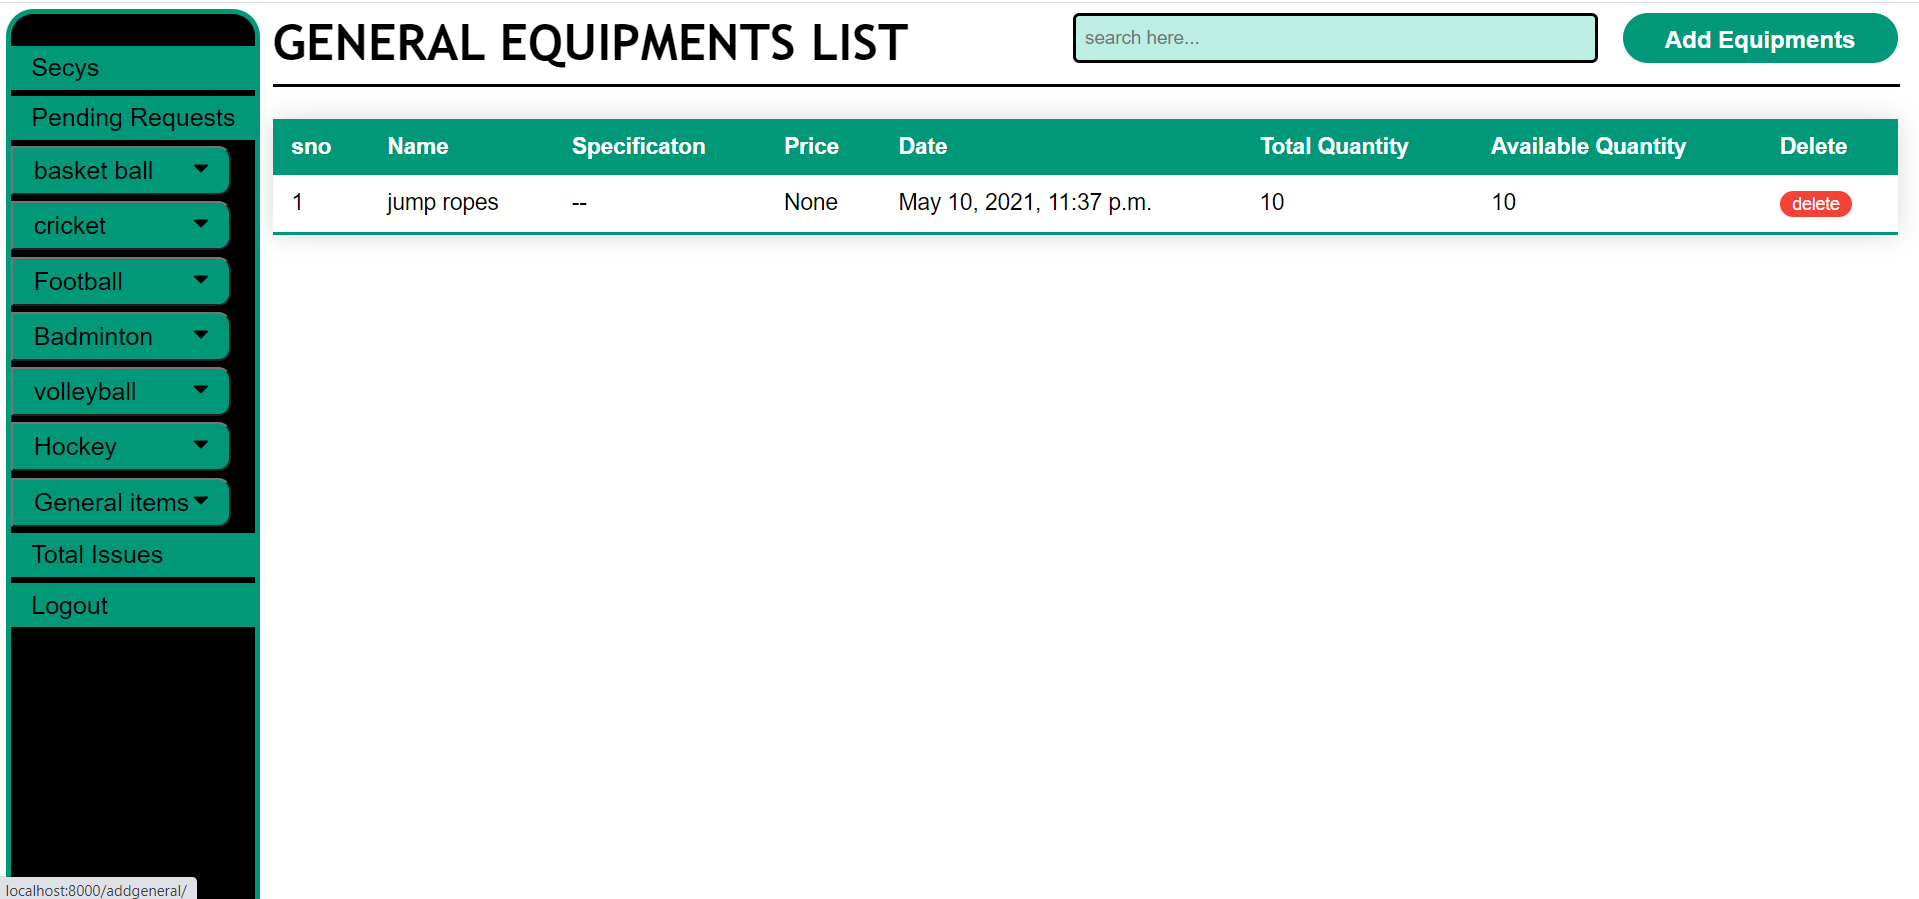 GENERAL EQUIPMENTS LIST
search here...
Add Equipments
Secys
Pending Requests
basket ball
cricket
Football
Badminton
volleyball
Hockey
General items
Total Issues
Logout
sno Name Specificaton Price Date Total Quantity Available Quantity Delete
1 jump ropes -- None May 10, 2021, 11:37 p.m. 10 10 delete
localhost:8000/addgeneral/